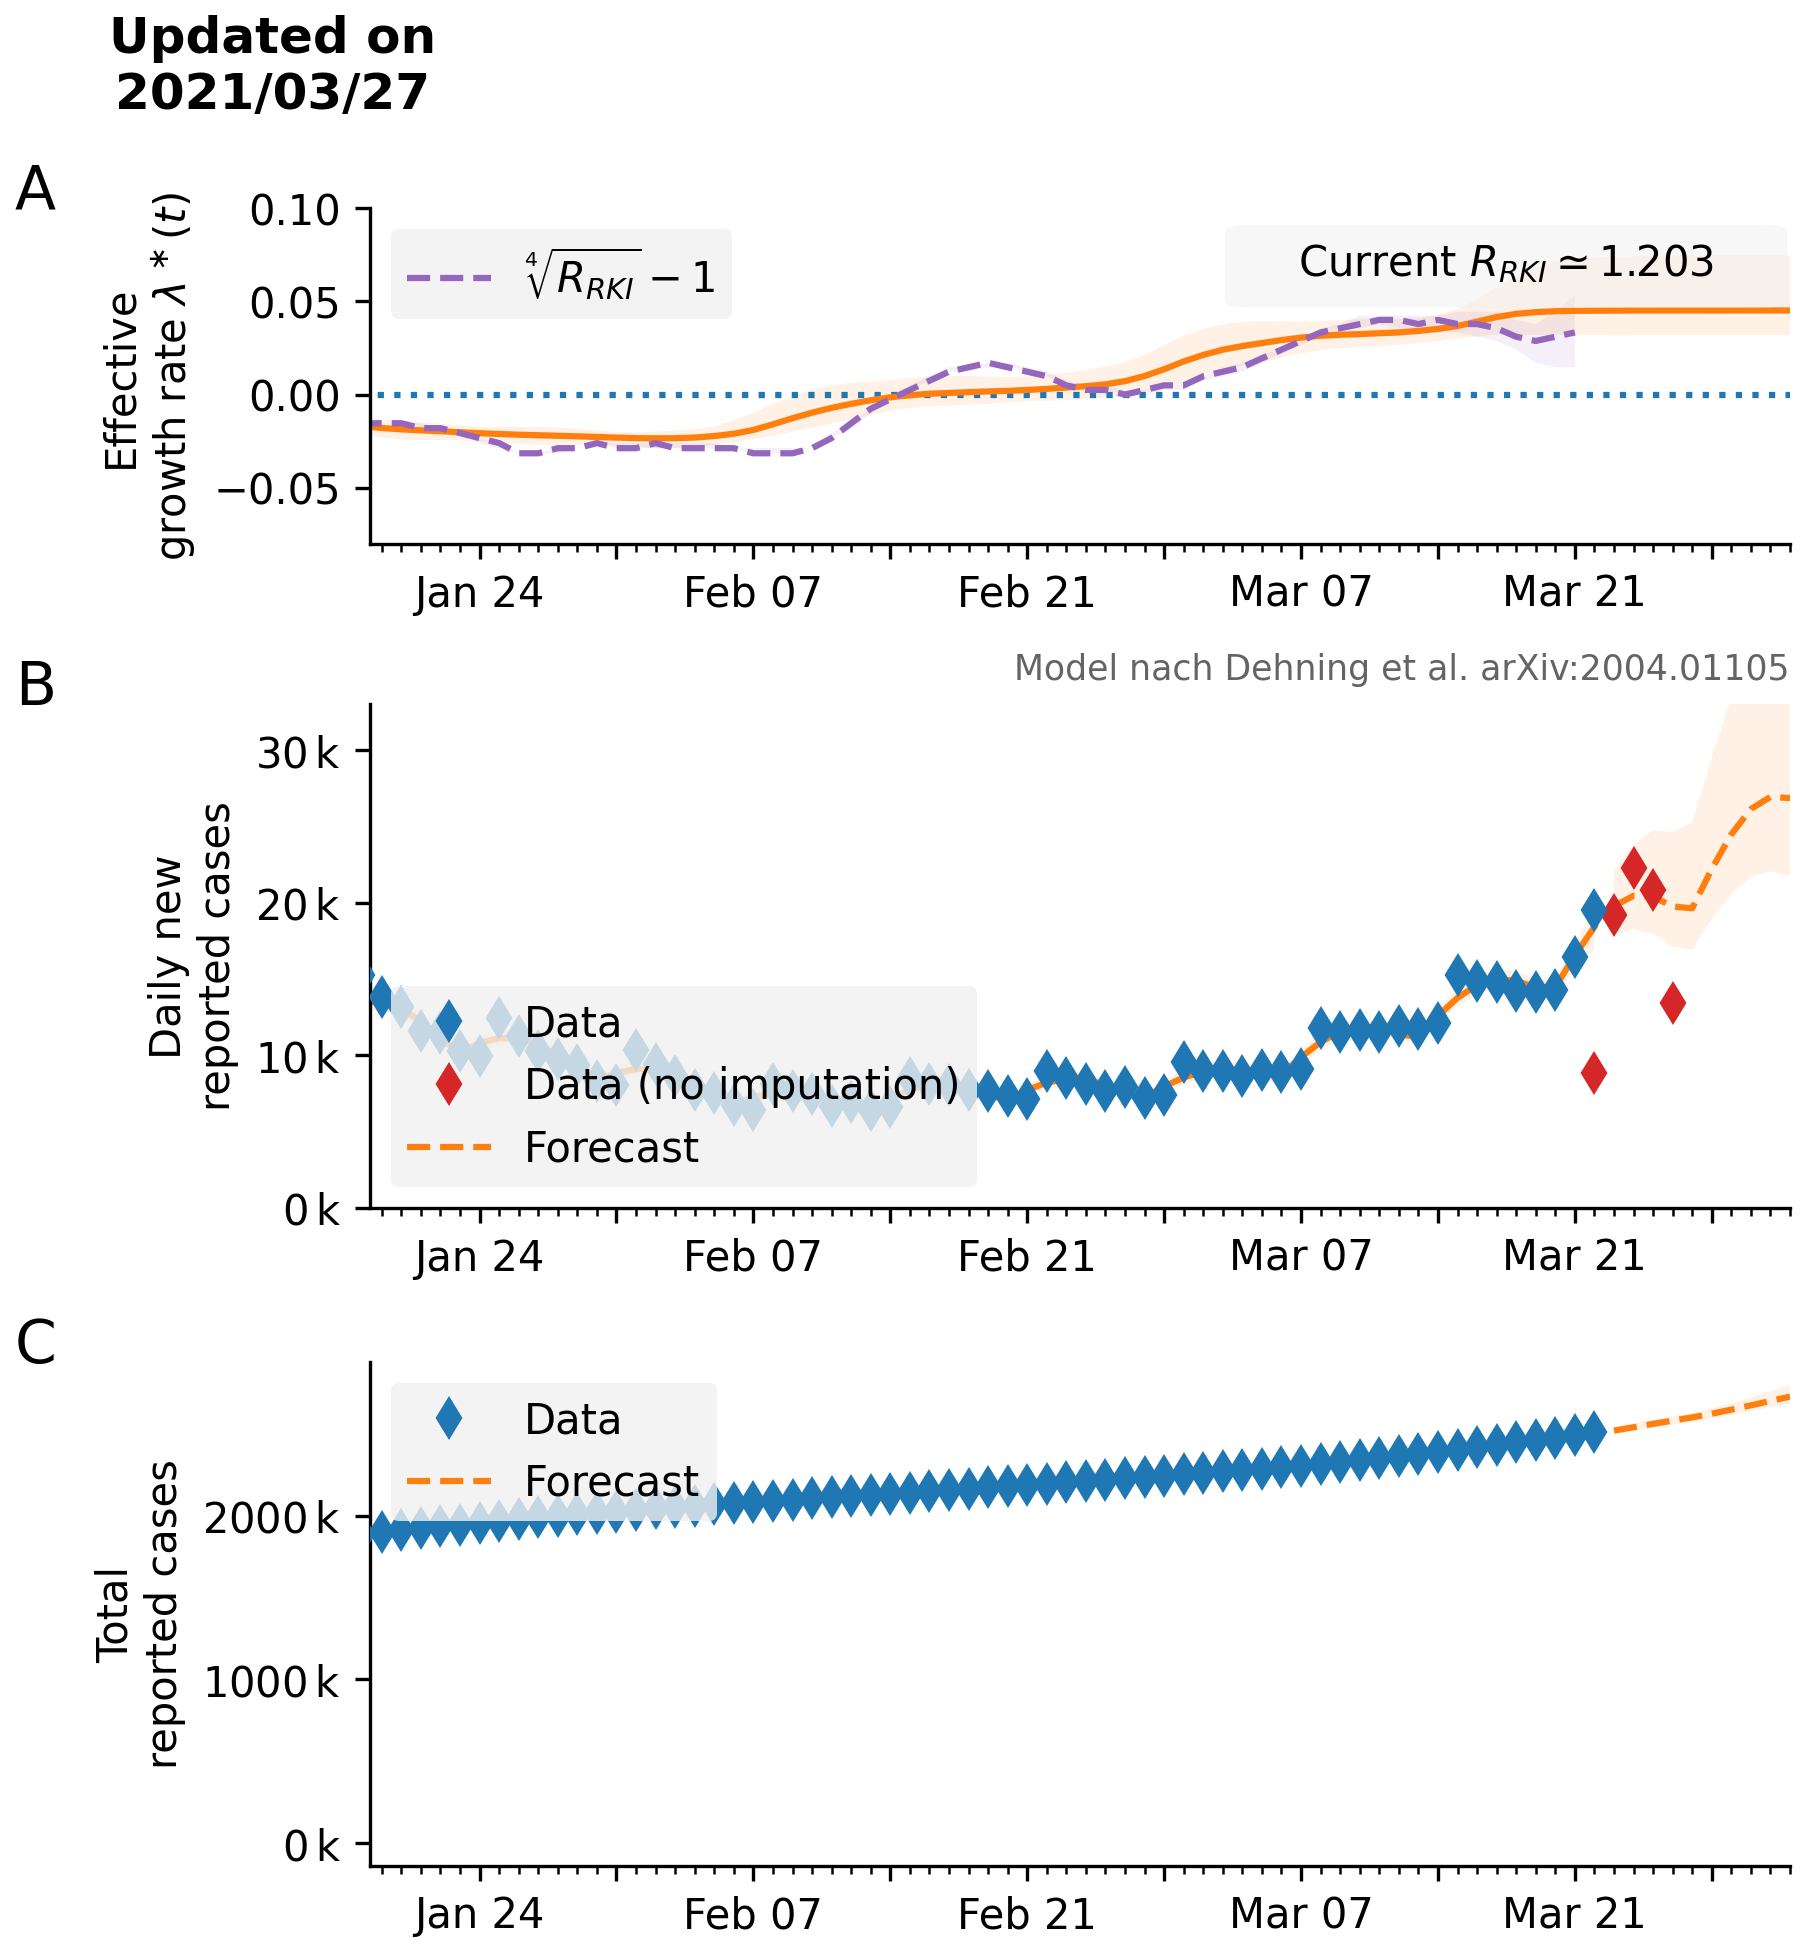 Updated on
2021/03/27
A
Effective
growth rate λ * (t)
0.10
0.05
0.00
−0.05
∜R_RKI − 1
Current R_RKI ≃ 1.203
Jan 24
Feb 07
Feb 21
Mar 07
Mar 21
Model nach Dehning et al. arXiv:2004.01105
B
Daily new
reported cases
30 k
20 k
10 k
0 k
Data
Data (no imputation)
Forecast
Jan 24
Feb 07
Feb 21
Mar 07
Mar 21
C
Total
reported cases
2000 k
1000 k
0 k
Data
Forecast
Jan 24
Feb 07
Feb 21
Mar 07
Mar 21